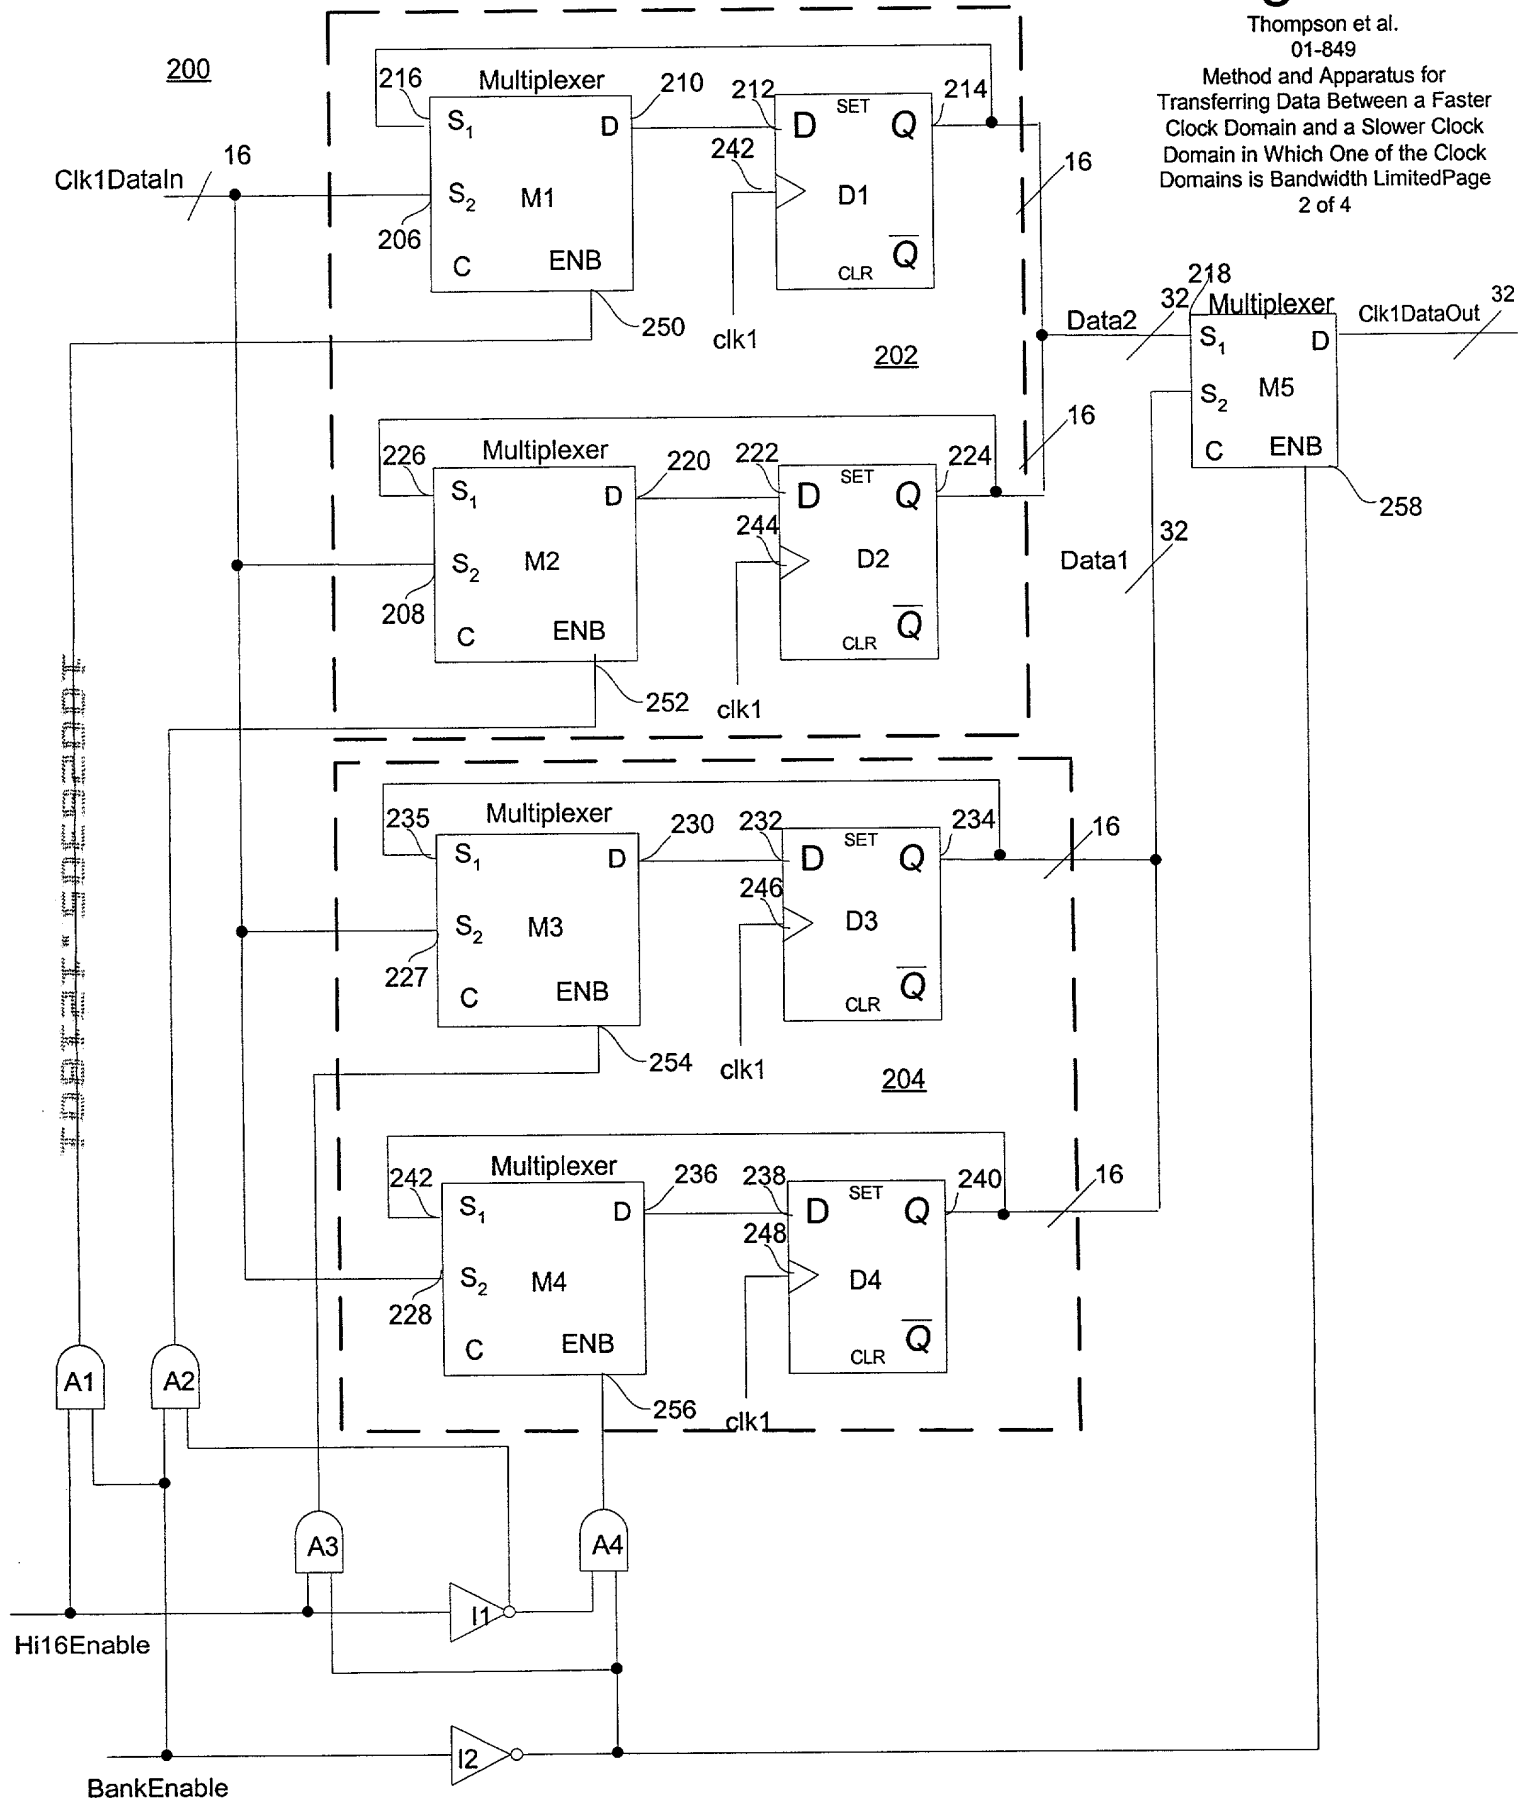 Thompson et al.
01-849
Method and Apparatus for
Transferring Data Between a Faster
Clock Domain and a Slower Clock
Domain in Which One of the Clock
Domains is Bandwidth LimitedPage
2 of 4
200
216
Multiplexer
210
212
SET
214
S1
D
D
Q
16
Clk1DataIn
242
16
S2
M1
D1
206
C
ENB
CLR
Q
250
clk1
202
218
Data2
32
Multiplexer
Clk1DataOut
32
S1
D
M5
S2
C
ENB
258
16
226
Multiplexer
220
222
SET
224
S1
D
D
Q
244
S2
M2
D2
208
C
ENB
CLR
Q
252
clk1
32
Data1
235
Multiplexer
230
232
SET
234
16
S1
D
D
Q
246
S2
M3
D3
227
C
ENB
CLR
Q
254
clk1
204
242
Multiplexer
236
238
SET
240
16
S1
D
D
Q
248
S2
M4
D4
228
C
ENB
CLR
Q
256
clk1
A1
A2
A3
A4
I1
Hi16Enable
I2
BankEnable